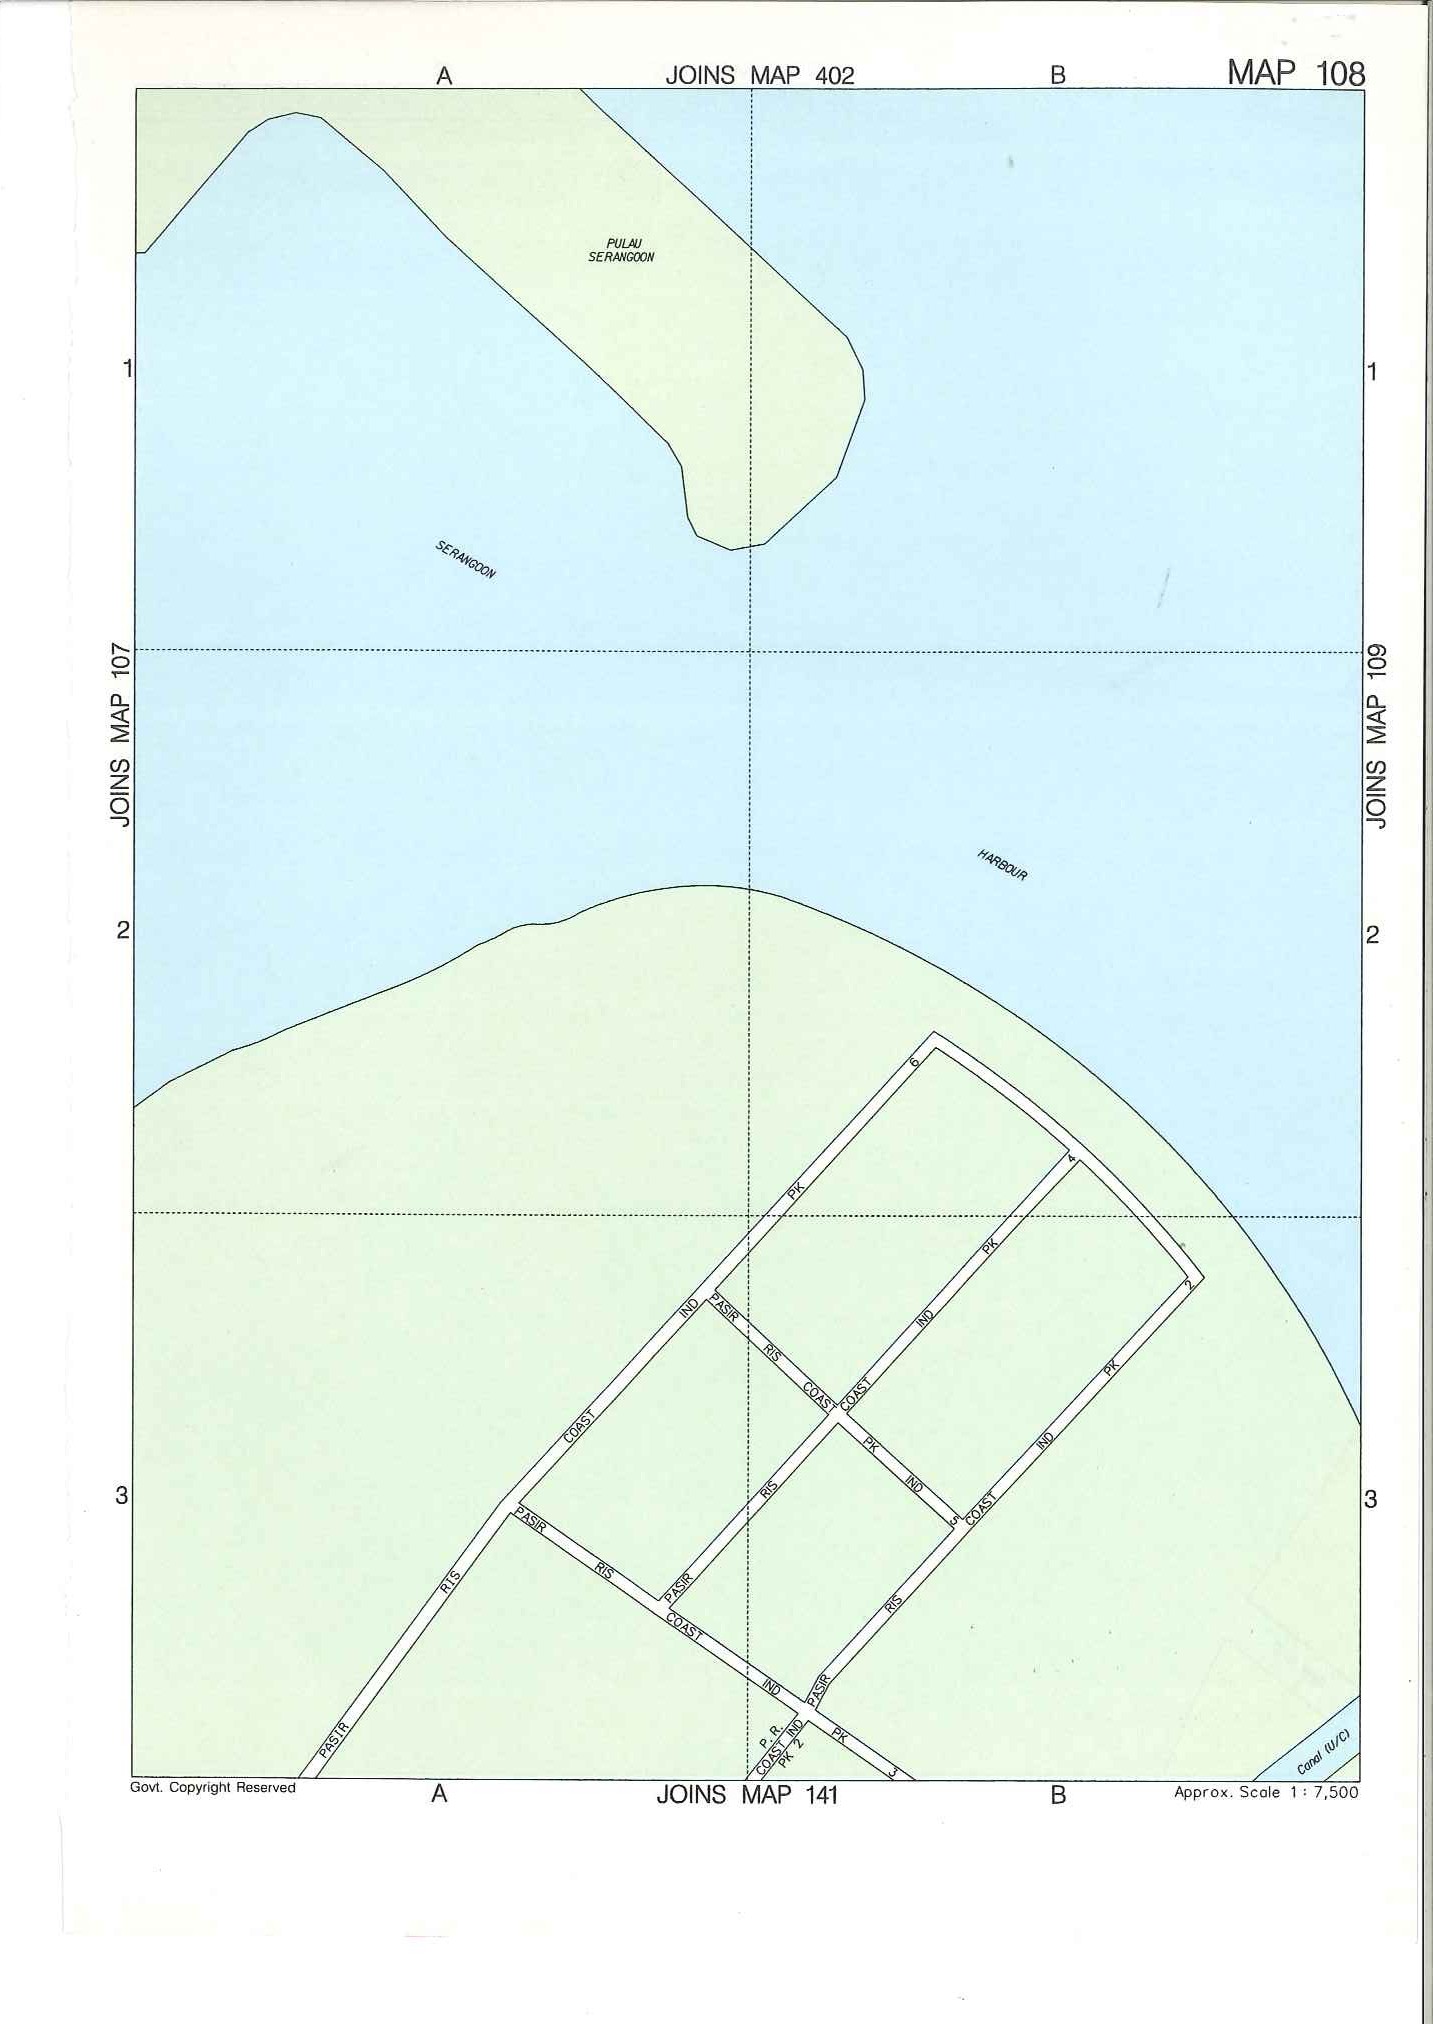 A
JOINS MAP 402
B
MAP 108
PULAU
SERANGOON
1
1
SERANGOON
JOINS MAP 107
JOINS MAP 109
HARBOUR
2
2
PASIR RIS COAST IND PK 6
PASIR RIS COAST IND PK 4
PASIR RIS COAST IND PK 2
PASIR RIS COAST PK IND 5
3
3
PASIR RIS COAST IND PK 3
P.R.
COAST IND
PK 2
Canal (U/C)
Govt. Copyright Reserved
A
JOINS MAP 141
B
Approx. Scale 1 : 7,500